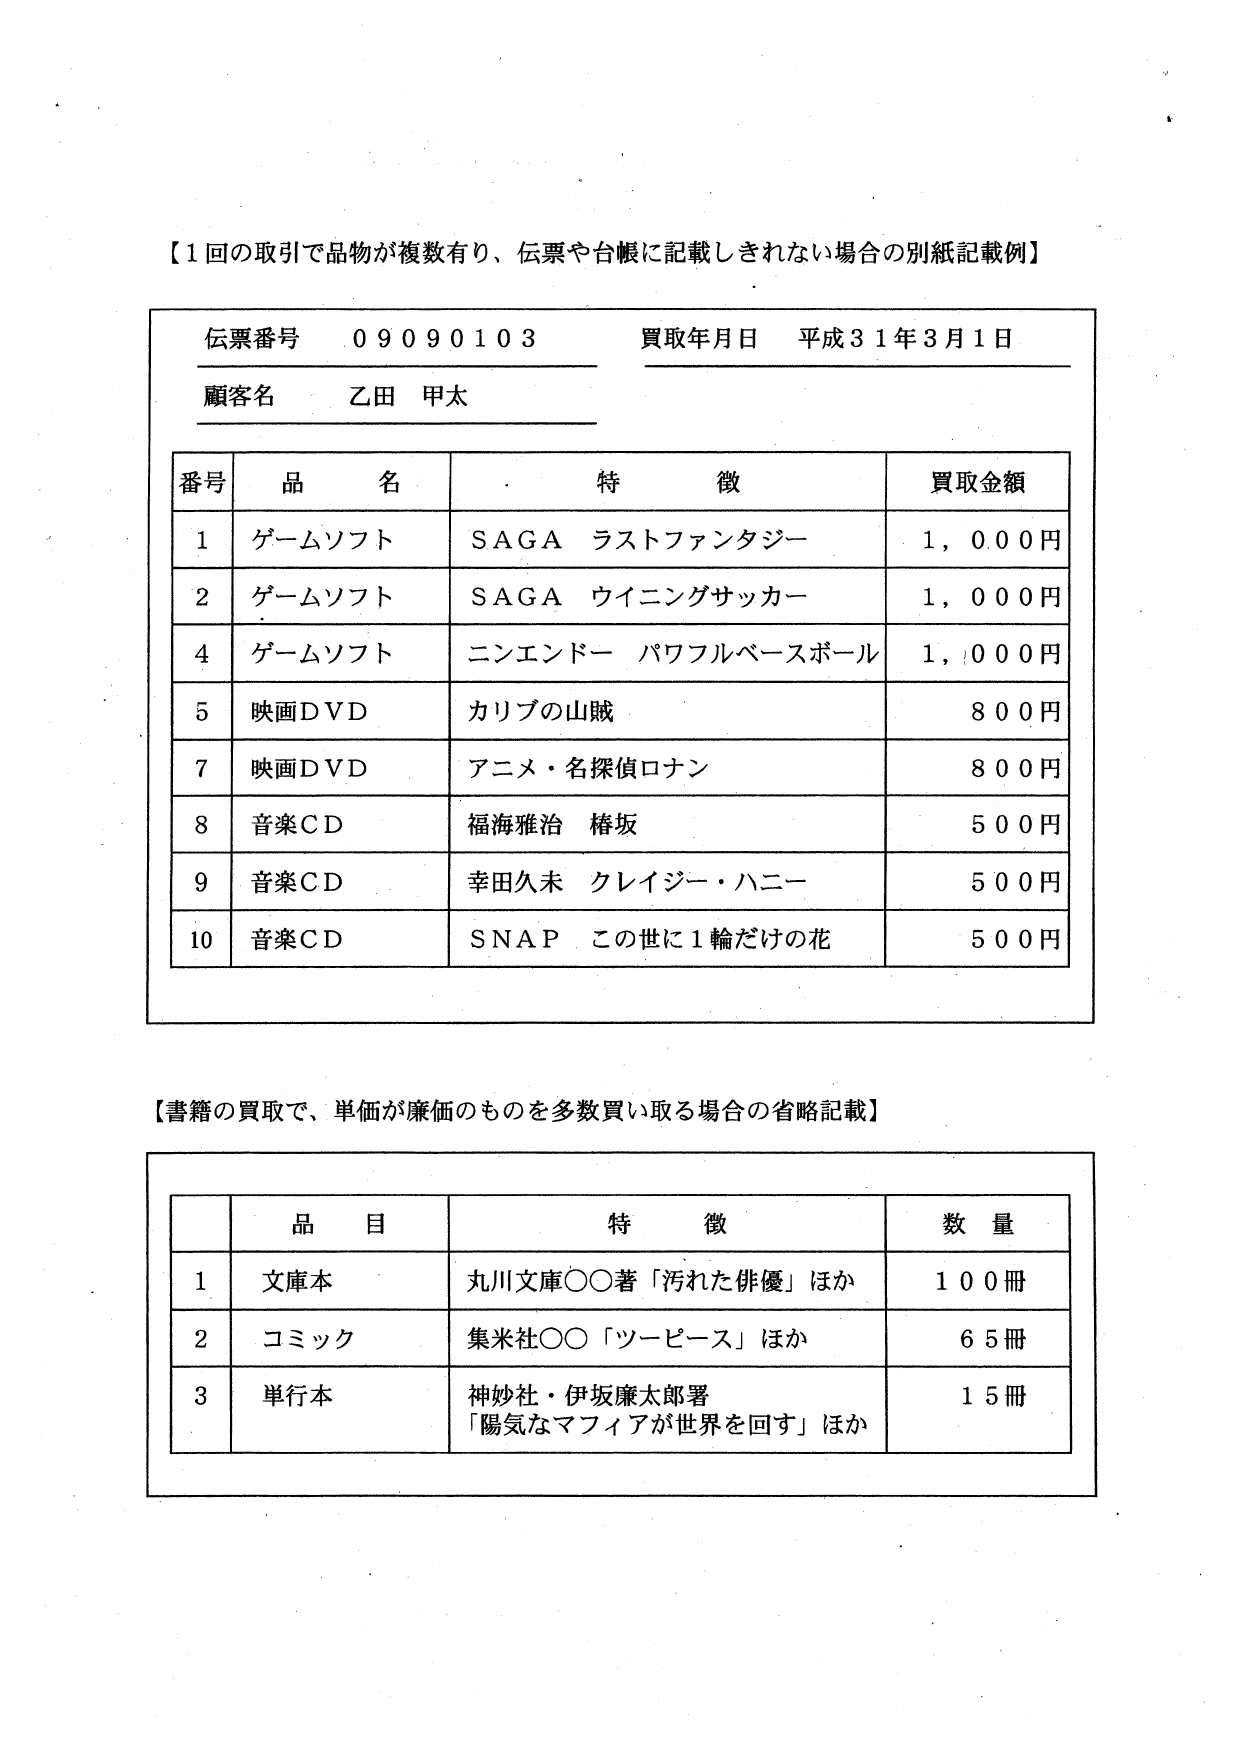 【1回の取引で品物が複数有り、伝票や台帳に記載しきれない場合の別紙記載例】
伝票番号　０９０９０１０３　買取年月日　平成３１年３月１日
顧客名　乙田　甲太
番号　品　名　特　徴　買取金額
1　ゲームソフト　ＳＡＧＡ　ラストファンタジー　１，０００円
2　ゲームソフト　ＳＡＧＡ　ウイニングサッカー　１，０００円
4　ゲームソフト　ニンエンドー　パワフルベースボール　１，０００円
5　映画ＤＶＤ　カリブの山賊　８００円
7　映画ＤＶＤ　アニメ・名探偵ロナン　８００円
8　音楽ＣＤ　福海雅治　椿坂　５００円
9　音楽ＣＤ　幸田久未　クレイジー・ハニー　５００円
10　音楽ＣＤ　ＳＮＡＰ　この世に１輪だけの花　５００円
【書籍の買取で、単価が廉価のものを多数買い取る場合の省略記載】
品　目　特　徴　数　量
1　文庫本　丸川文庫〇〇著「汚れた俳優」ほか　１００冊
2　コミック　集米社〇〇「ツーピース」ほか　６５冊
3　単行本　神妙社・伊坂廉太郎署　１５冊
「陽気なマフィアが世界を回す」ほか